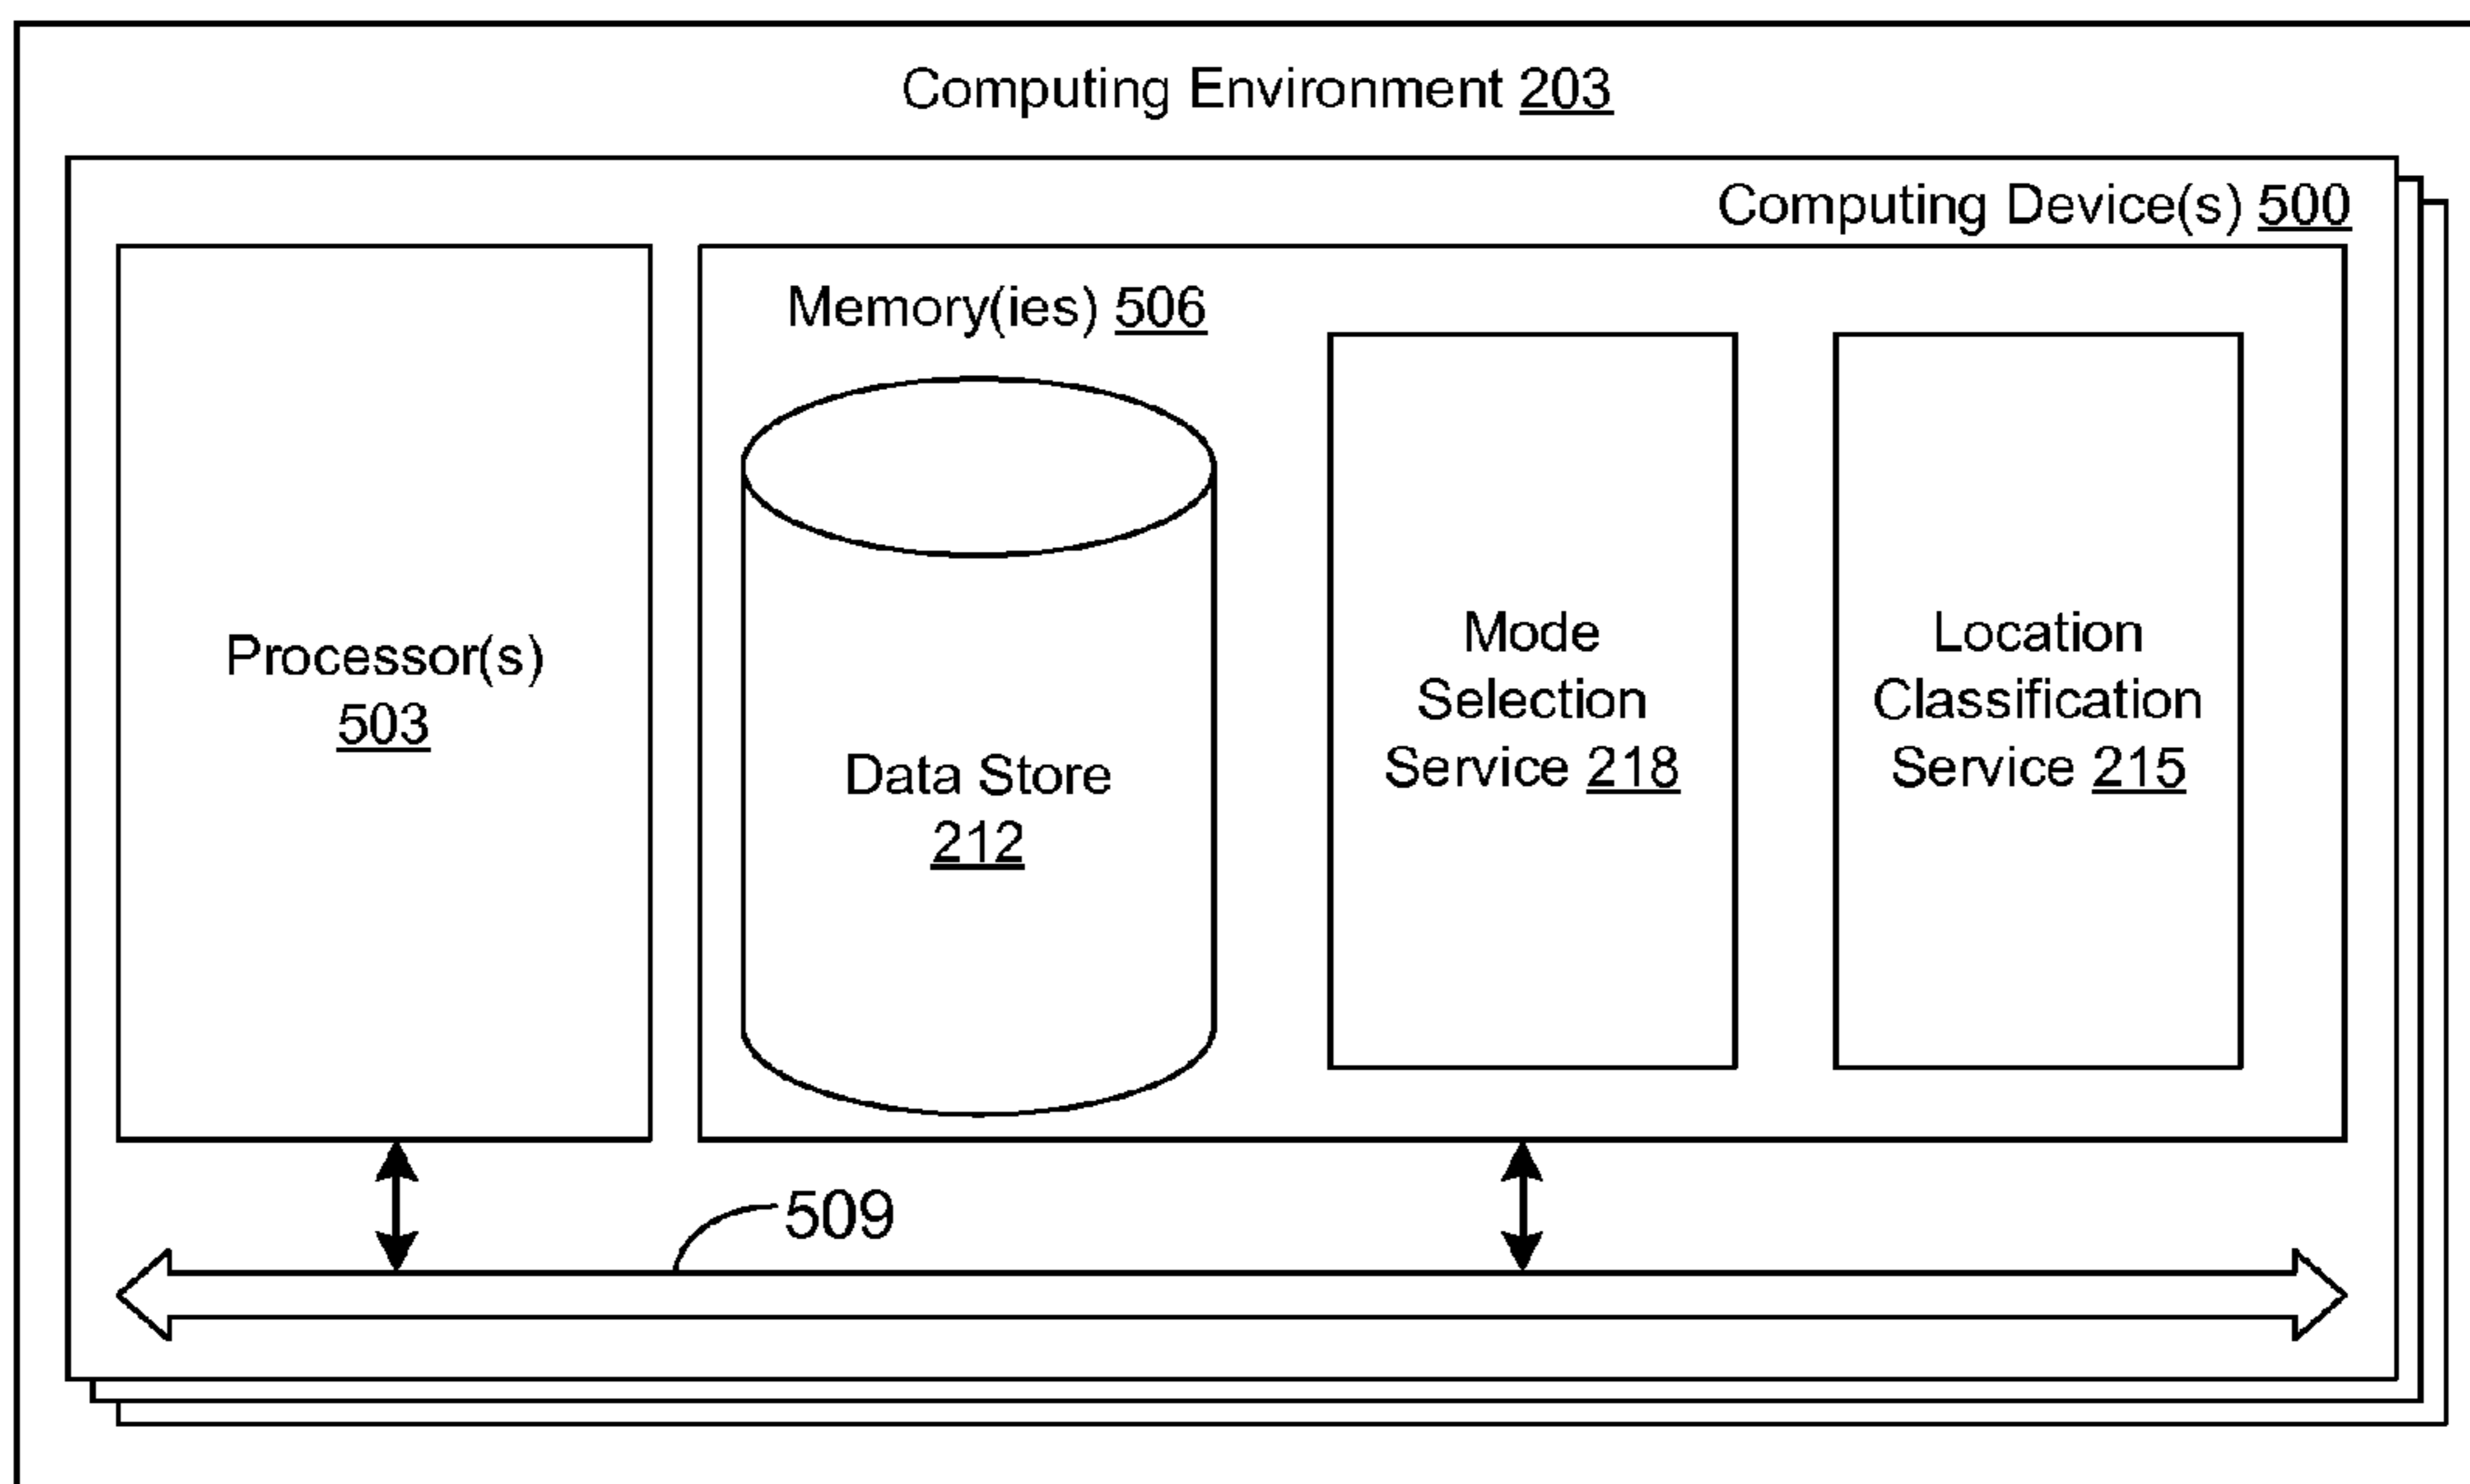 Computing Environment 203
Computing Device(s) 500
Memory(ies) 506
Processor(s)
503
Data Store
212
Mode
Selection
Service 218
Location
Classification
Service 215
509